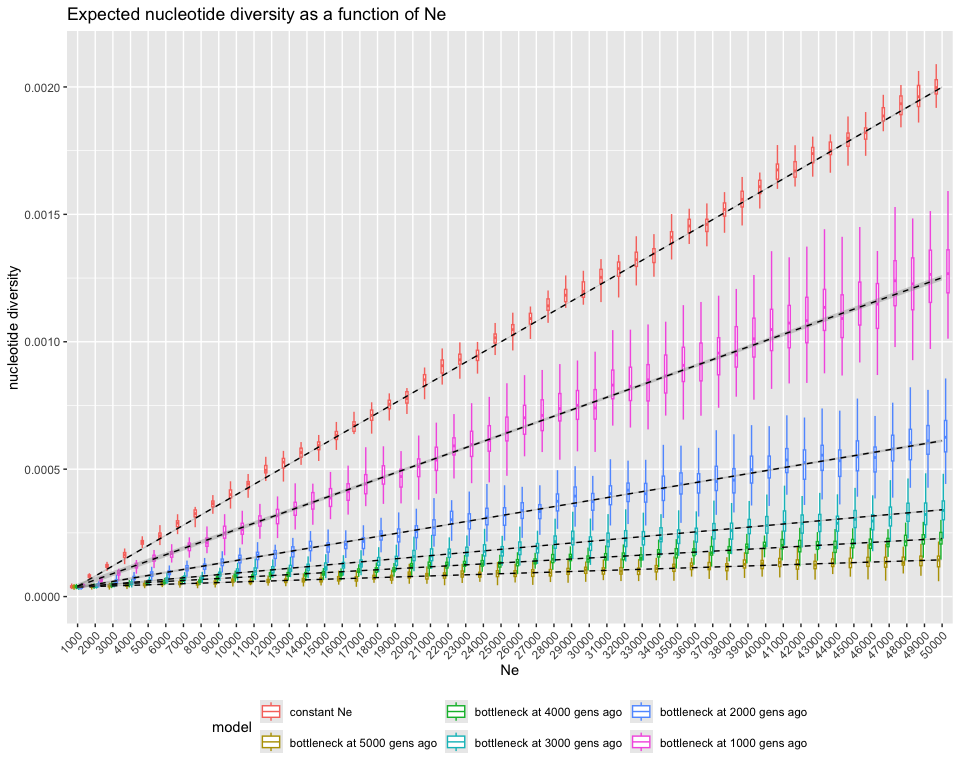 Expected nucleotide diversity as a function of Ne
nucleotide diversity
0.0020
0.0015
0.0010
0.0005
0.0000
1000 2000 3000 4000 5000 6000 7000 8000 9000 10000 11000 12000 13000 14000 15000 16000 17000 18000 19000 20000 21000 22000 23000 24000 25000 26000 27000 28000 29000 30000 31000 32000 33000 34000 35000 36000 37000 38000 39000 40000 41000 42000 43000 44000 45000 46000 47000 48000 49000 50000
Ne
model
constant Ne
bottleneck at 4000 gens ago
bottleneck at 2000 gens ago
bottleneck at 5000 gens ago
bottleneck at 3000 gens ago
bottleneck at 1000 gens ago